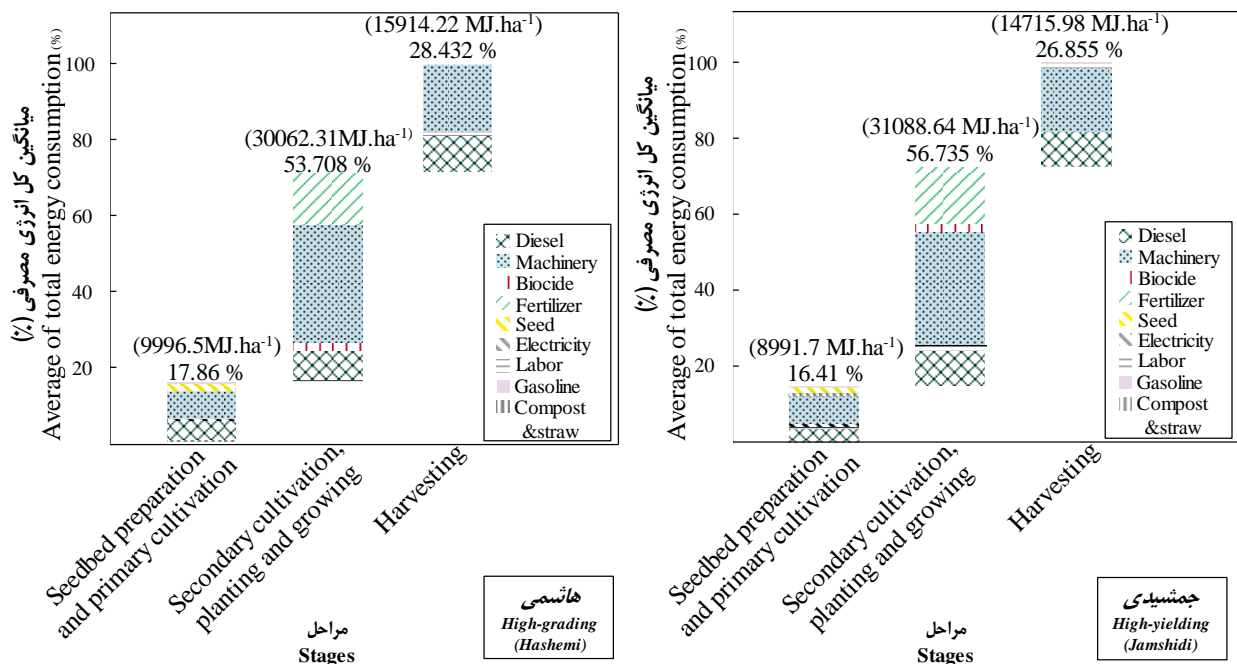 (15914.22 MJ.ha⁻¹)
28.432 %
(30062.31MJ.ha⁻¹⁾
53.708 %
(9996.5MJ.ha⁻¹)
17.86 %
میانگین کل انرژی مصرفی (٪)
Average of total energy consumption (%)
100
80
60
40
20
Diesel
Machinery
Biocide
Fertilizer
Seed
Electricity
Labor
Gasoline
Compost
&straw
Seedbed preparation
and primary cultivation
Secondary cultivation,
planting and growing
Harvesting
مراحل
Stages
هاشمی
High-grading
(Hashemi)
(14715.98 MJ.ha⁻¹)
26.855 %
(31088.64 MJ.ha⁻¹)
56.735 %
(8991.7 MJ.ha⁻¹)
16.41 %
میانگین کل انرژی مصرفی (٪)
Average of total energy consumption (%)
100
80
60
40
20
Diesel
Machinery
Biocide
Fertilizer
Seed
Electricity
Labor
Gasoline
Compost
&straw
Seedbed preparation
and primary cultivation
Secondary cultivation,
planting and growing
Harvesting
مراحل
Stages
جمشیدی
High-yielding
(Jamshidi)